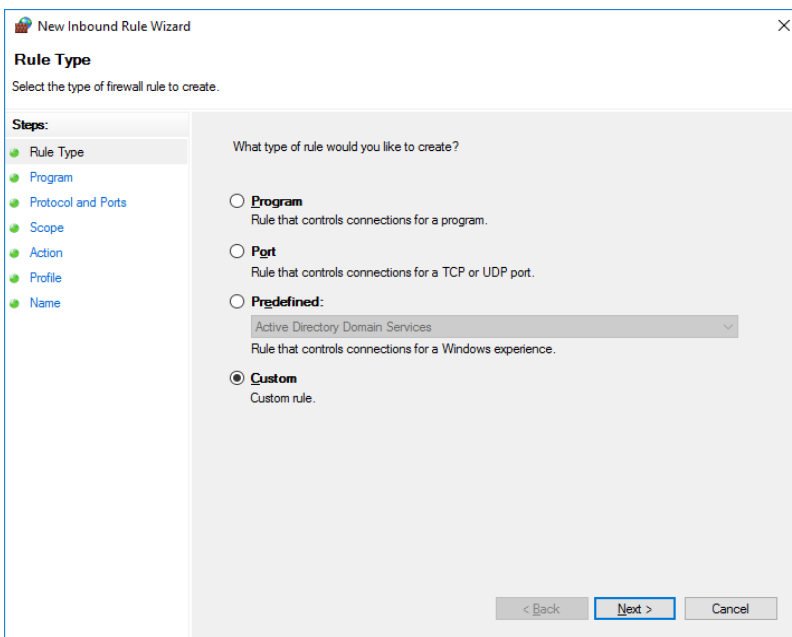 New Inbound Rule Wizard
Rule Type
Select the type of firewall rule to create.
Steps:
Rule Type
Program
Protocol and Ports
Scope
Action
Profile
Name
What type of rule would you like to create?
Program
Rule that controls connections for a program.
Port
Rule that controls connections for a TCP or UDP port.
Predefined:
Active Directory Domain Services
Rule that controls connections for a Windows experience.
Custom
Custom rule.
< Back
Next >
Cancel